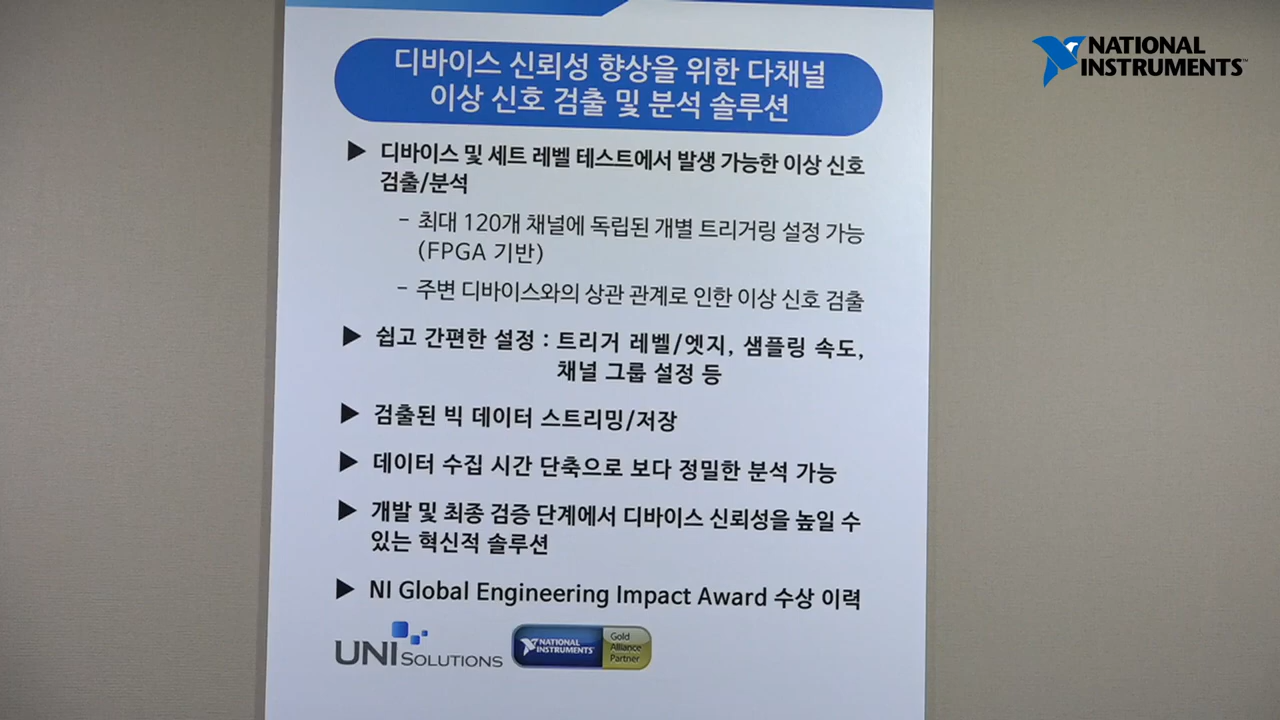 NATIONAL
INSTRUMENTS™
디바이스 신뢰성 향상을 위한 다채널
이상 신호 검출 및 분석 솔루션
▶ 디바이스 및 세트 레벨 테스트에서 발생 가능한 이상 신호
검출/분석
- 최대 120개 채널에 독립된 개별 트리거링 설정 가능
(FPGA 기반)
- 주변 디바이스와의 상관 관계로 인한 이상 신호 검출
▶ 쉽고 간편한 설정 : 트리거 레벨/엣지, 샘플링 속도,
채널 그룹 설정 등
▶ 검출된 빅 데이터 스트리밍/저장
▶ 데이터 수집 시간 단축으로 보다 정밀한 분석 가능
▶ 개발 및 최종 검증 단계에서 디바이스 신뢰성을 높일 수
있는 혁신적 솔루션
▶ NI Global Engineering Impact Award 수상 이력
UNI SOLUTIONS
NATIONAL
INSTRUMENTS
Gold
Alliance
Partner